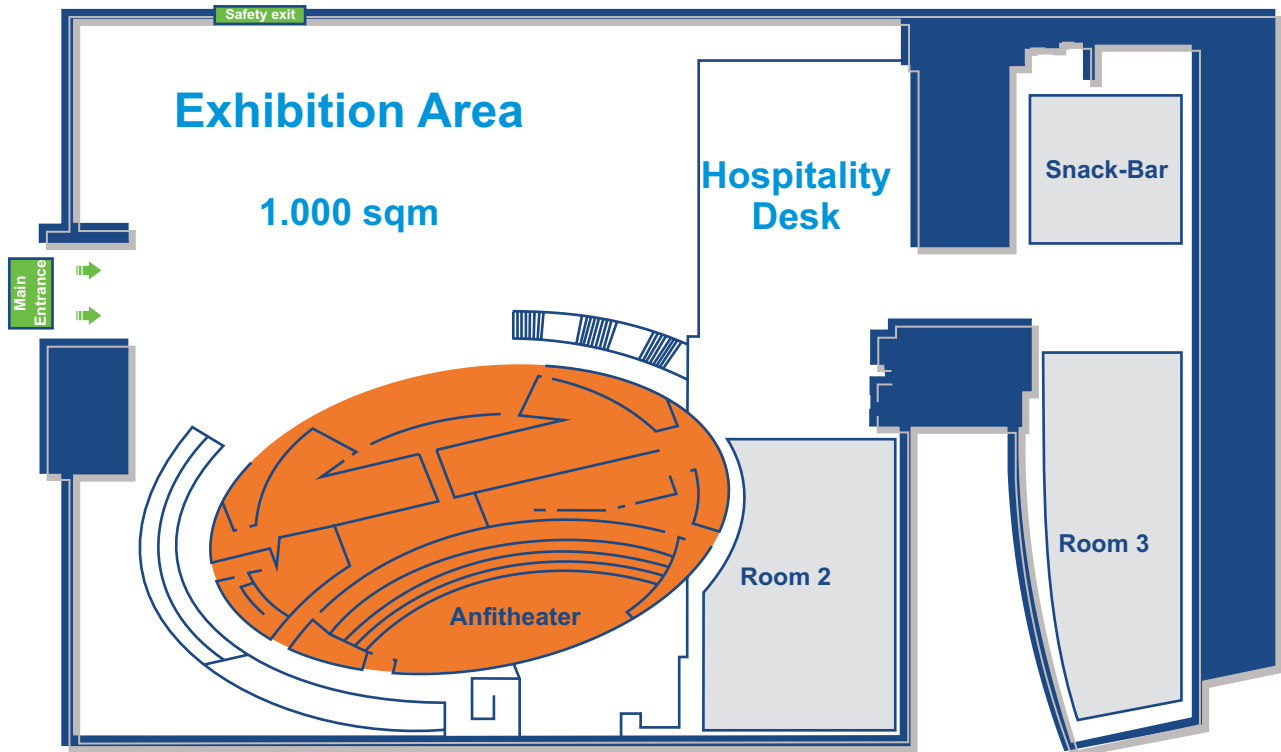 Safety exit
Exhibition Area
1.000 sqm
Hospitality
Desk
Snack-Bar
Main
Entrance
Anfitheater
Room 2
Room 3